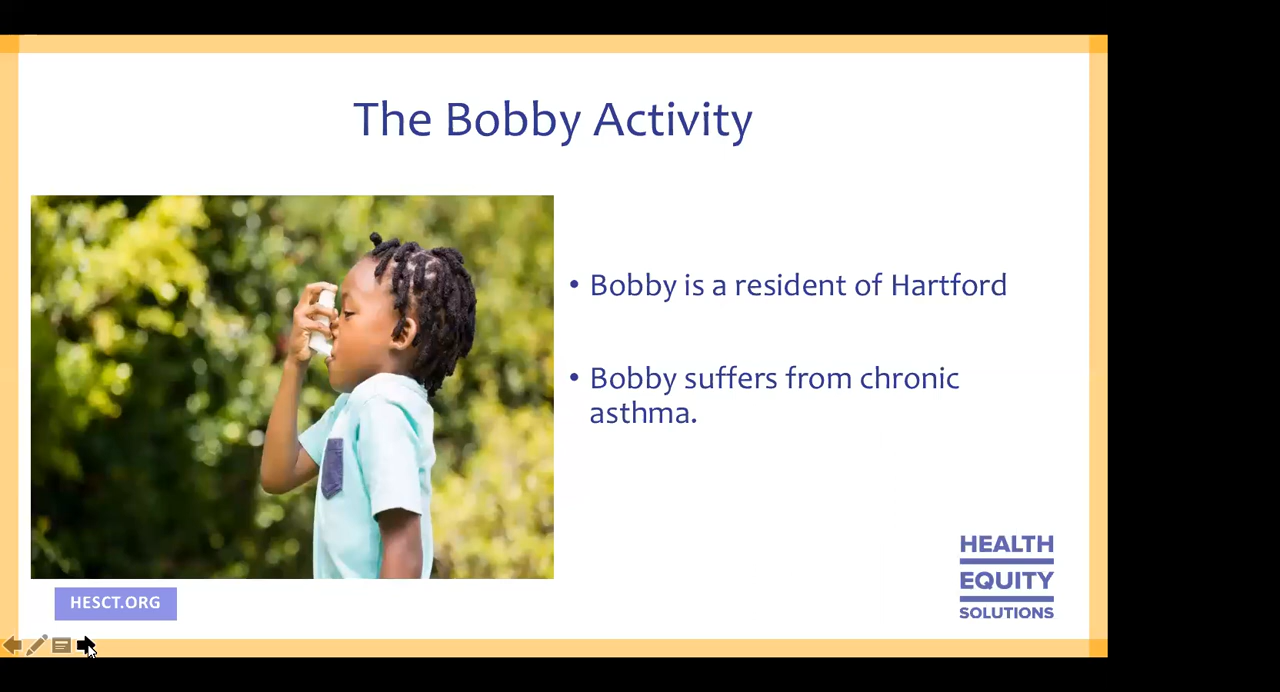 The Bobby Activity
• Bobby is a resident of Hartford
• Bobby suffers from chronic
asthma.
HEALTH
EQUITY
SOLUTIONS
HESCT.ORG